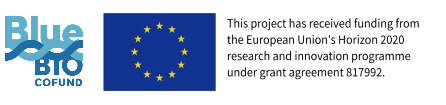 Blue
BIO
COFUND
This project has received funding from
the European Union's Horizon 2020
research and innovation programme
under grant agreement 817992.